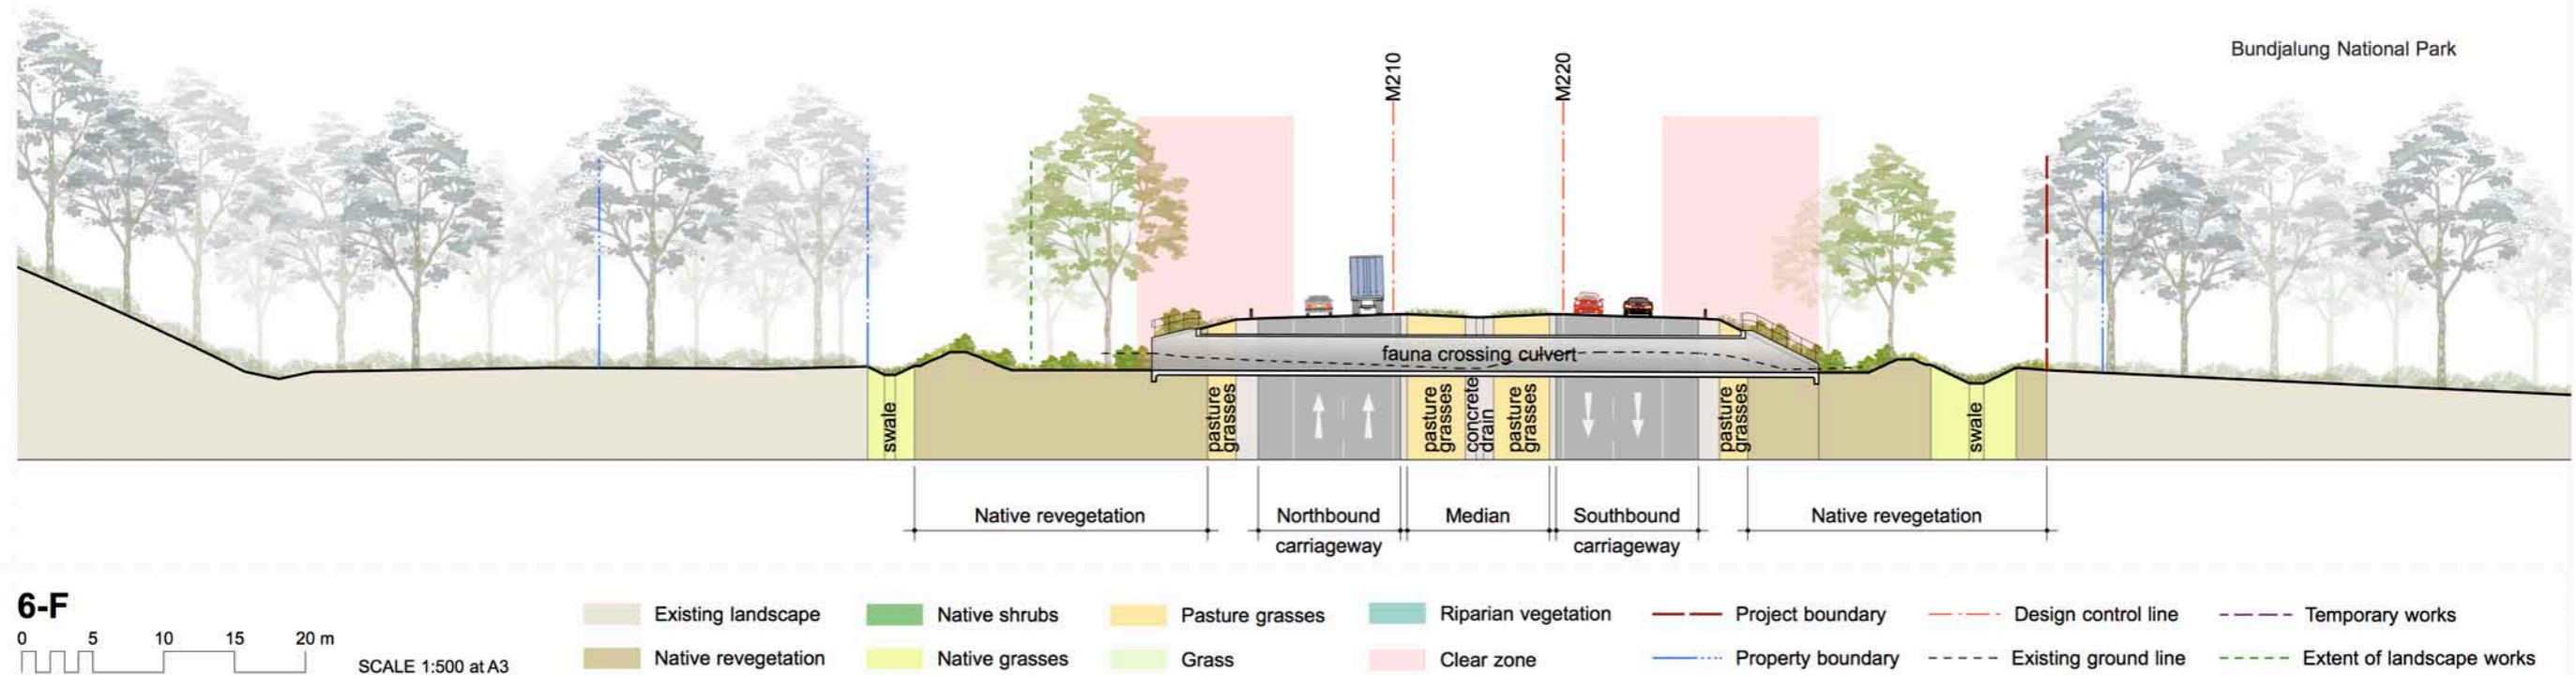 Bundjalung National Park
M210
M220
fauna crossing culvert
swale
pasture
grasses
pasture
grasses
concrete
drain
pasture
grasses
pasture
grasses
swale
Native revegetation
Northbound
carriageway
Median
Southbound
carriageway
Native revegetation
6-F
0 5 10 15 20 m
SCALE 1:500 at A3
Existing landscape
Native revegetation
Native shrubs
Native grasses
Pasture grasses
Grass
Riparian vegetation
Clear zone
Project boundary
Property boundary
Design control line
Existing ground line
Temporary works
Extent of landscape works